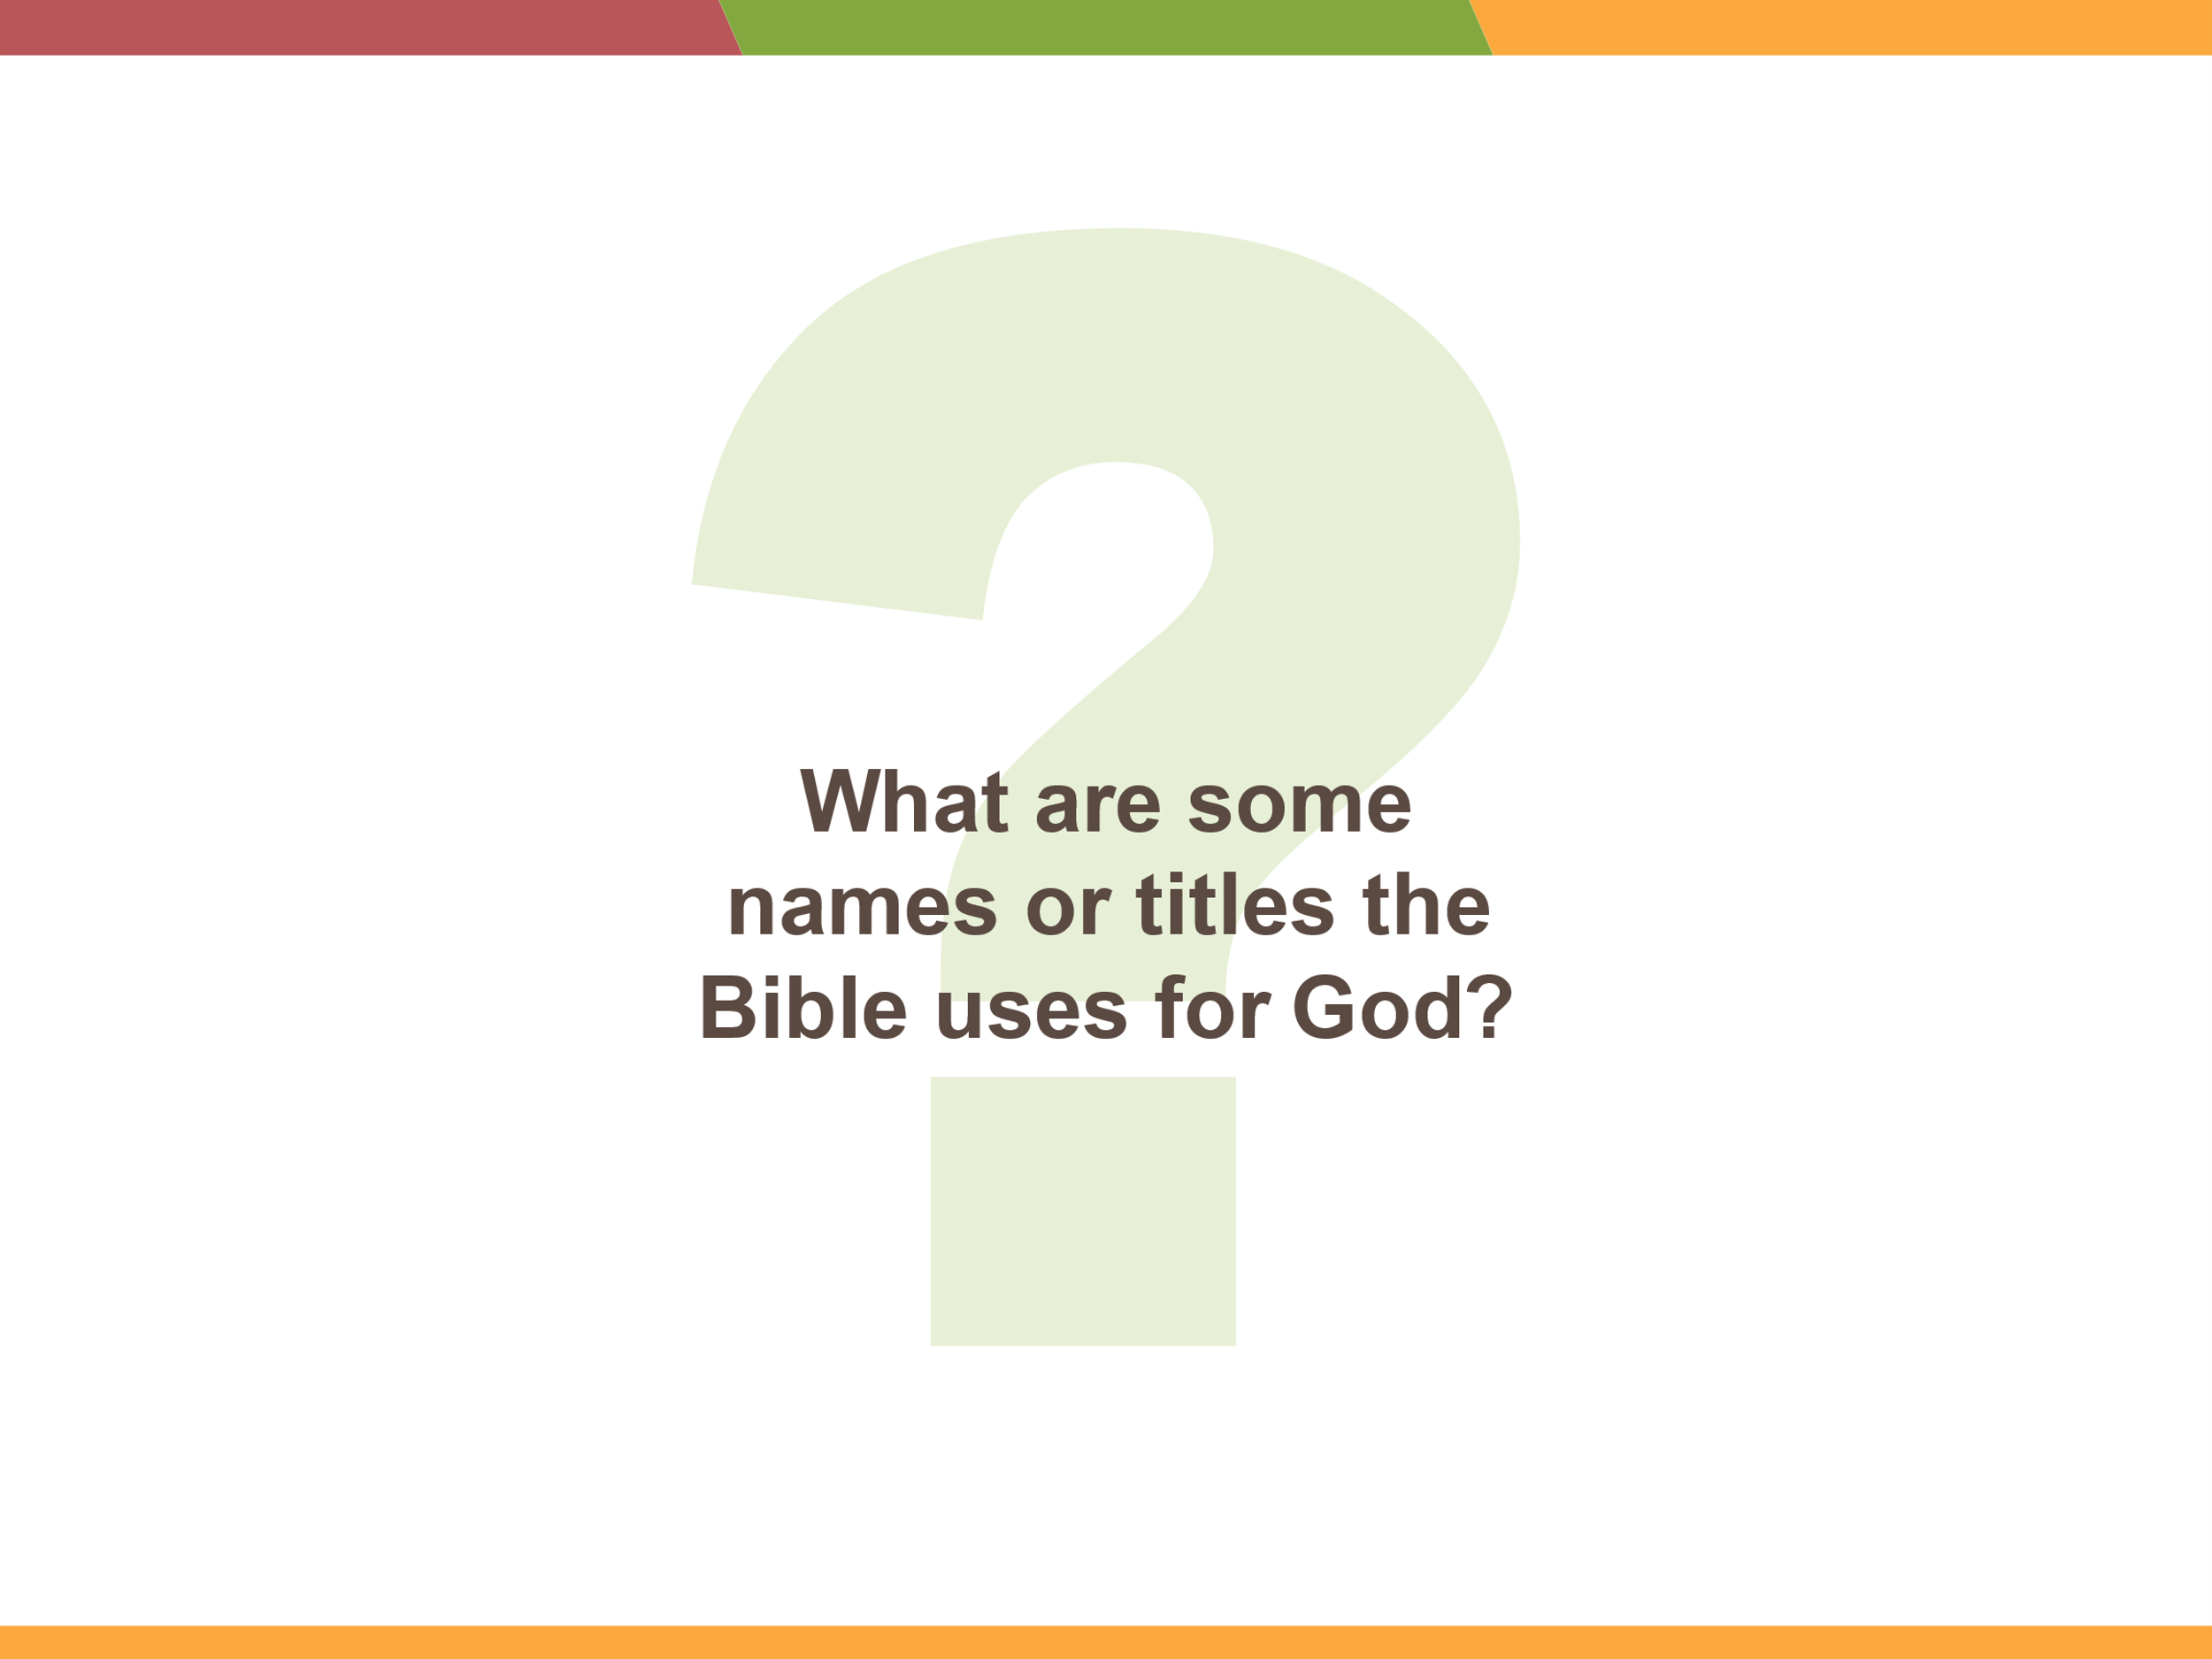 What are some
names or titles the
Bible uses for God?